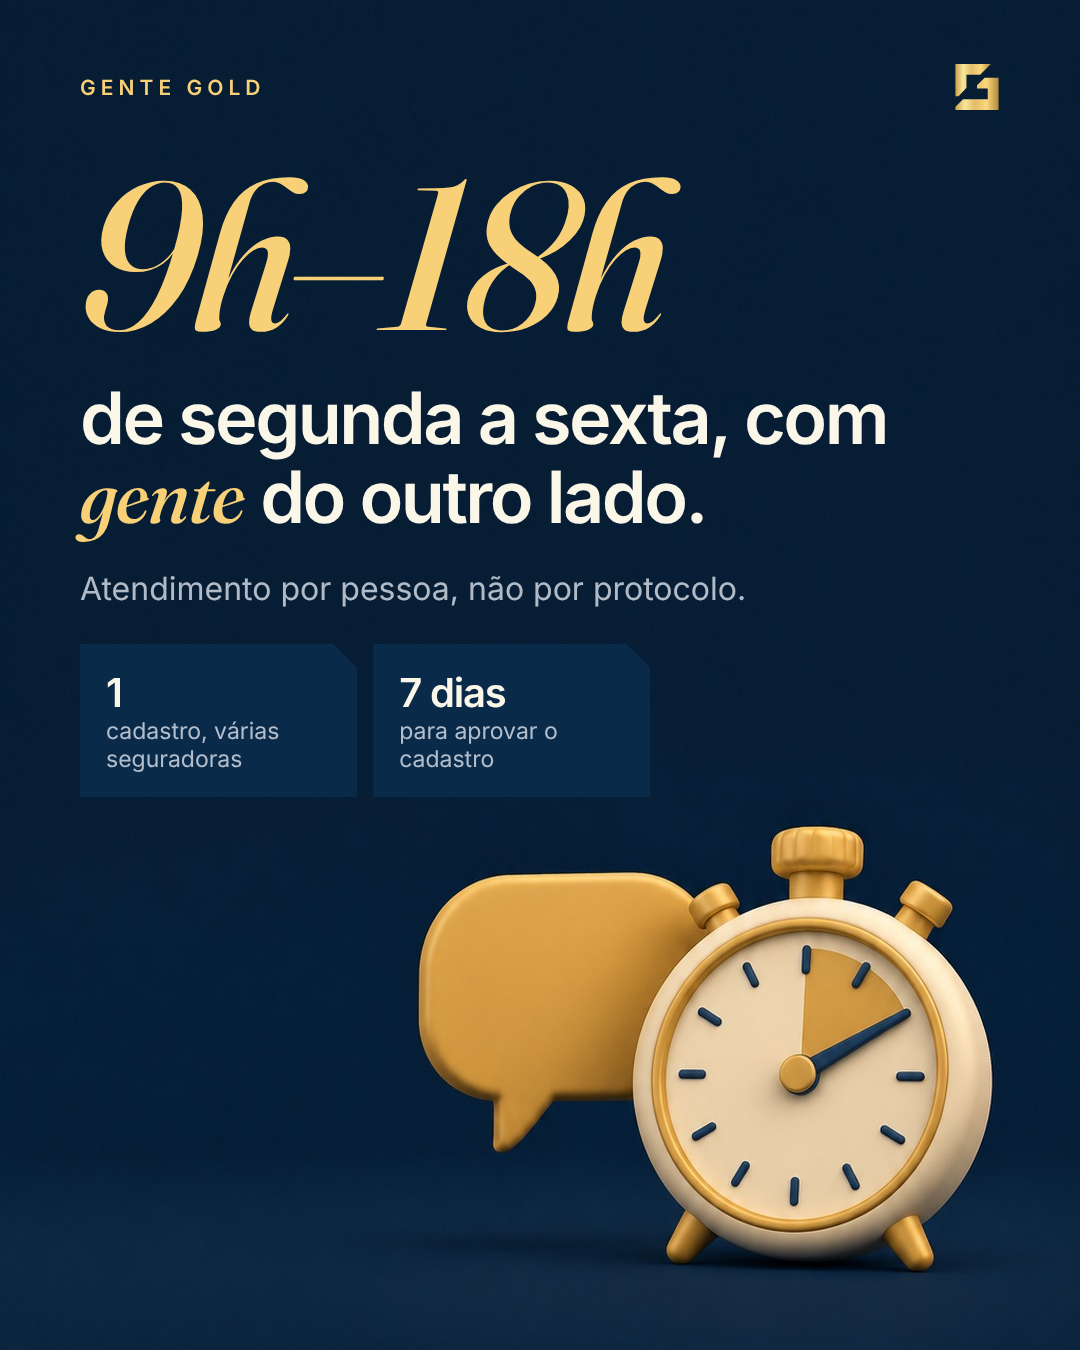 GENTE GOLD
9h—18h
de segunda a sexta, com
gente do outro lado.
Atendimento por pessoa, não por protocolo.
1
cadastro, várias
seguradoras
7 dias
para aprovar o
cadastro